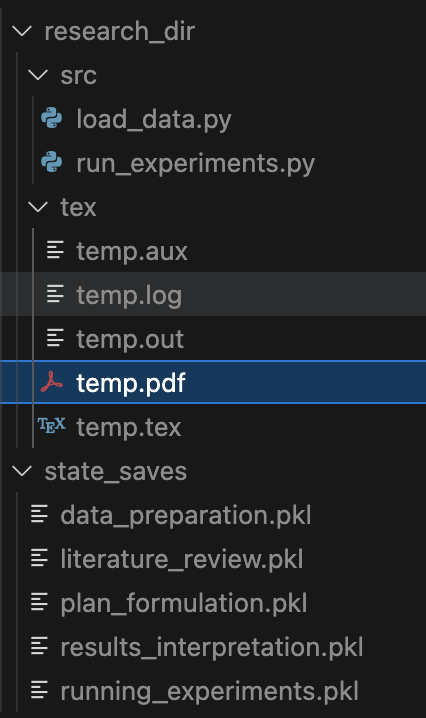 research_dir
src
load_data.py
run_experiments.py
tex
temp.aux
temp.log
temp.out
temp.pdf
TEX temp.tex
state_saves
data_preparation.pkl
literature_review.pkl
plan_formulation.pkl
results_interpretation.pkl
running_experiments.pkl